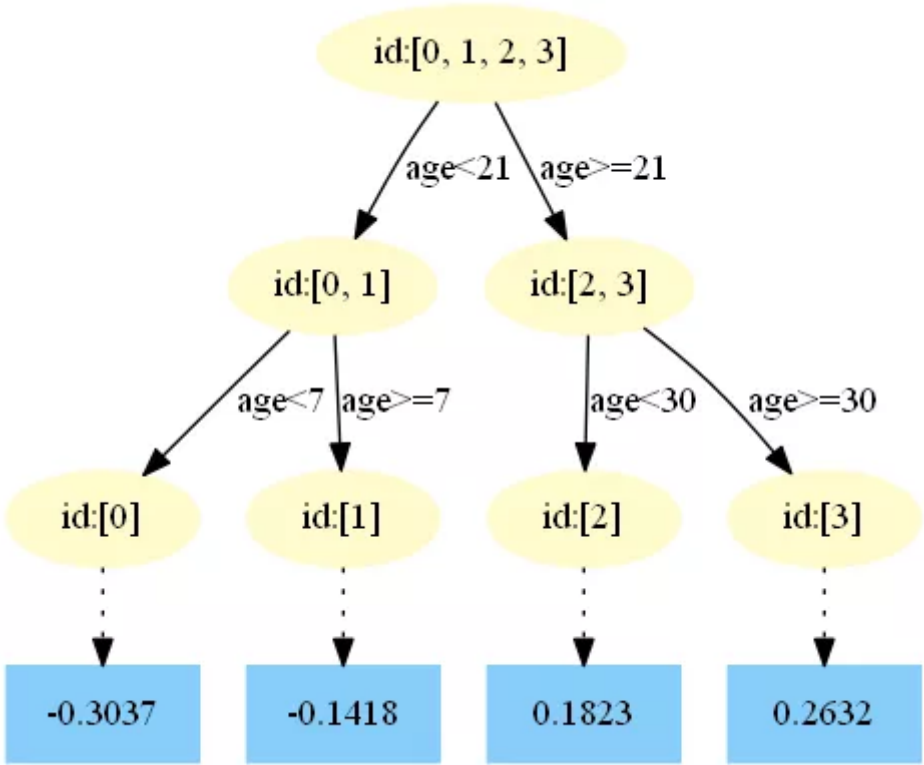 id:[0, 1, 2, 3]
age<21 age>=21
id:[0, 1] id:[2, 3]
age<7 age>=7 age<30 age>=30
id:[0] id:[1] id:[2] id:[3]
-0.3037 -0.1418 0.1823 0.2632